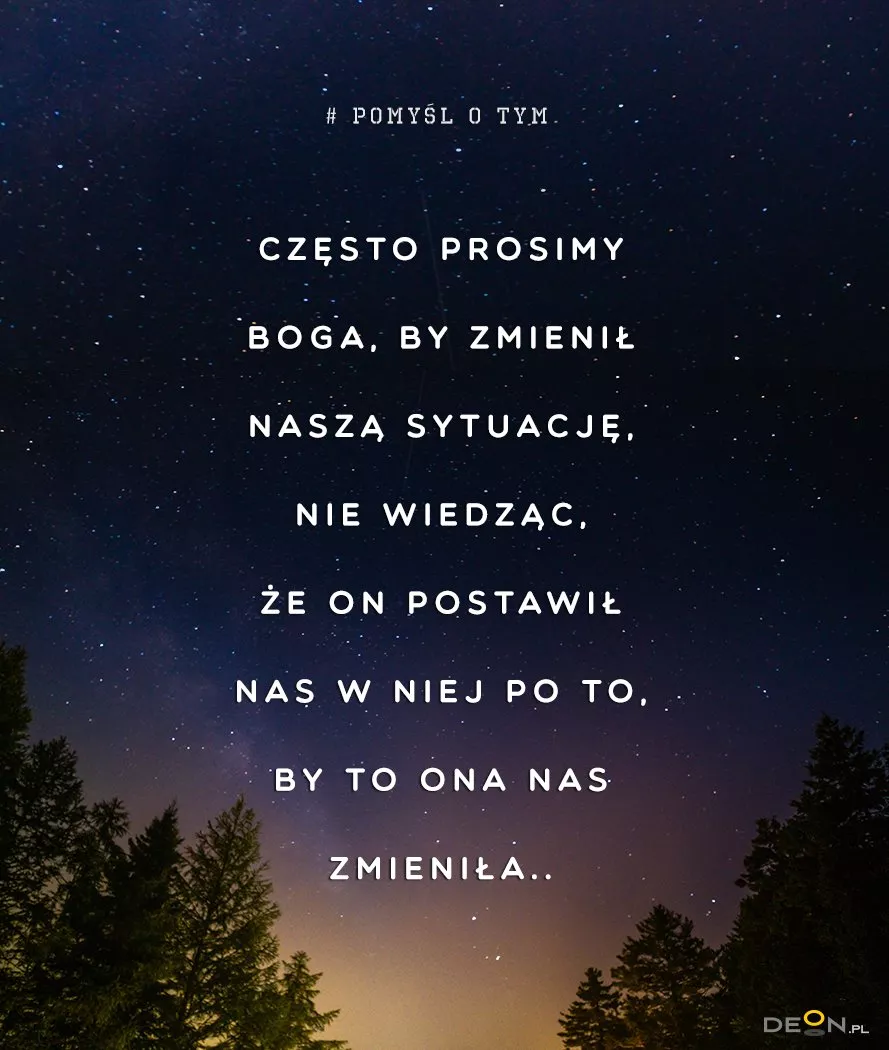 # POMYŚL O TYM
CZĘSTO PROSIMY
BOGA, BY ZMIENIŁ
NASZĄ SYTUACJĘ,
NIE WIEDZĄC,
ŻE ON POSTAWIŁ
NAS W NIEJ PO TO,
BY TO ONA NAS
ZMIENIŁA..
DEON.PL